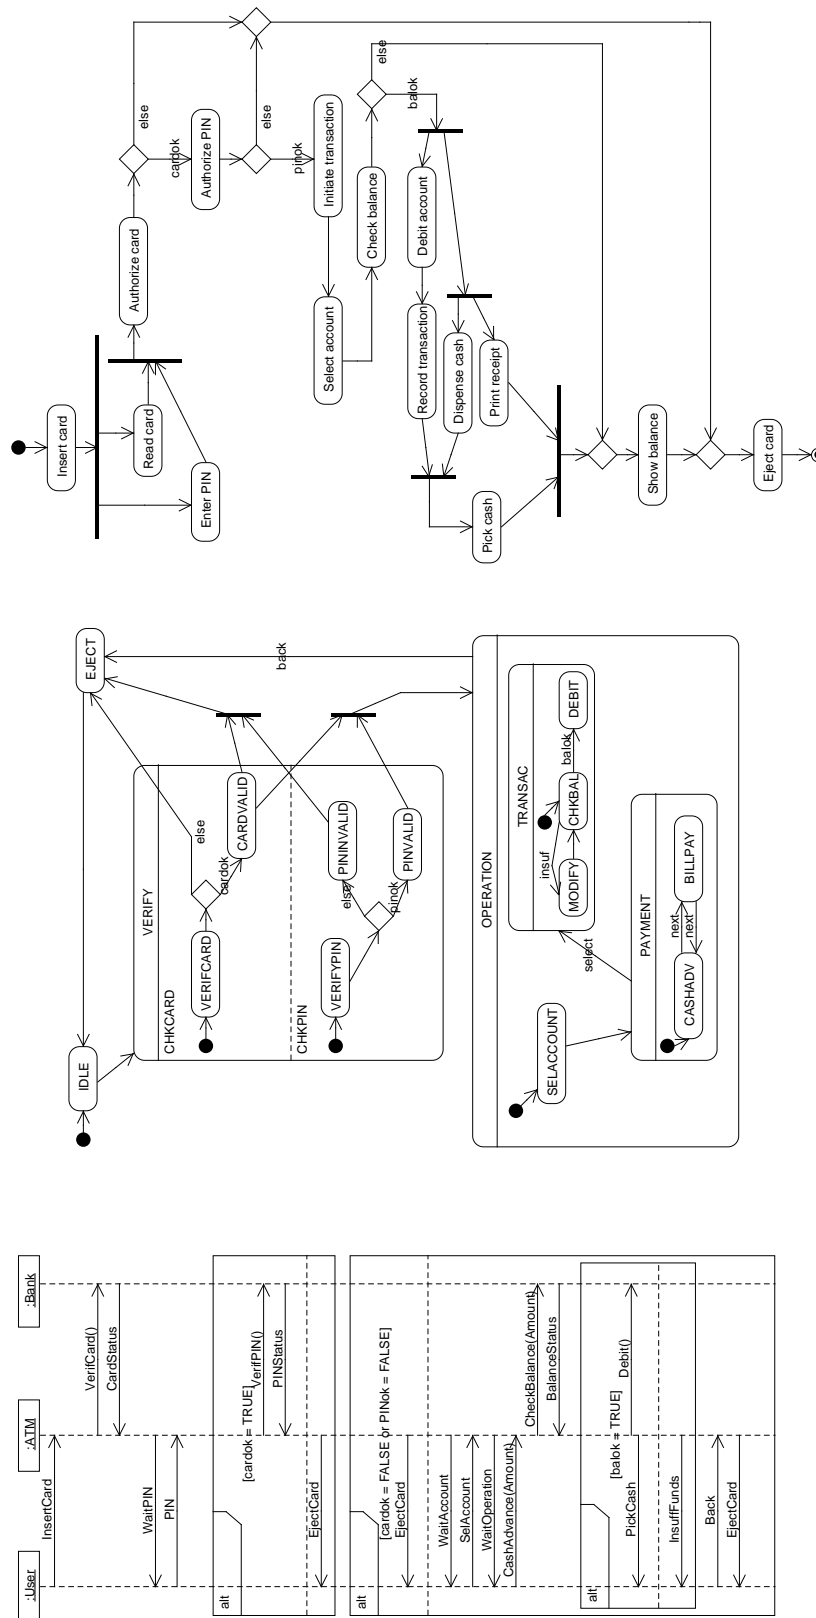 :User
:ATM
:Bank
InsertCard
VerifCard()
CardStatus
WaitPIN
PIN
alt
[cardok = TRUE]
VerifPIN()
PINStatus
EjectCard
alt
[cardok = FALSE or PINok = FALSE]
EjectCard
WaitAccount
SelAccount
WaitOperation
CashAdvance(Amount)
CheckBalance(Amount)
BalanceStatus
alt
[balok = TRUE]
Debit()
PickCash
InsuffFunds
Back
EjectCard
IDLE
EJECT
VERIFY
CHKCARD
VERIFCARD
else
cardok
CARDVALID
CHKPIN
VERIFYPIN
else
pinok
PININVALID
PINVALID
back
OPERATION
SELACCOUNT
TRANSAC
MODIFY
insuf
CHKBAL
balok
DEBIT
select
PAYMENT
CASHADV
next
next
BILLPAY
Insert card
Enter PIN
Read card
Authorize card
else
cardok
Authorize PIN
else
pinok
Initiate transaction
Select account
Check balance
else
balok
Debit account
Record transaction
Dispense cash
Print receipt
Pick cash
Show balance
Eject card